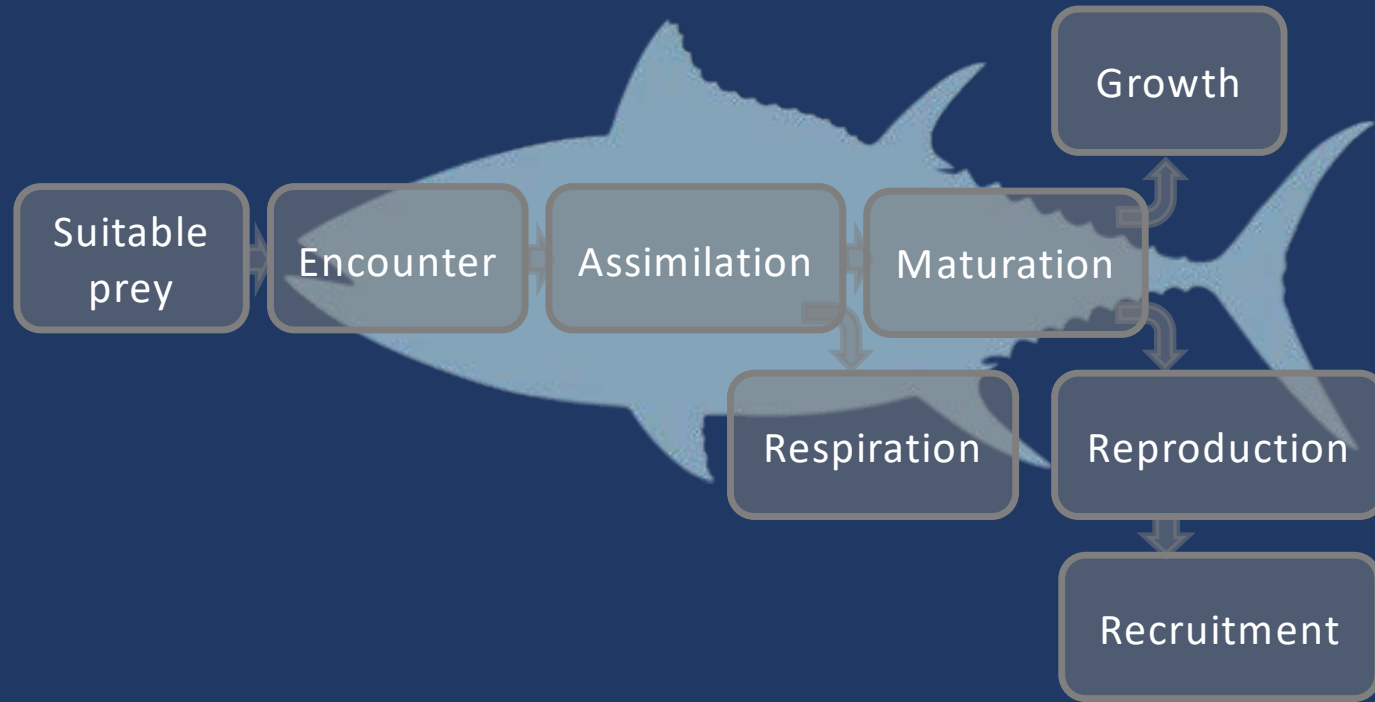 Growth
Suitable
prey
Encounter
Assimilation
Maturation
Respiration
Reproduction
Recruitment